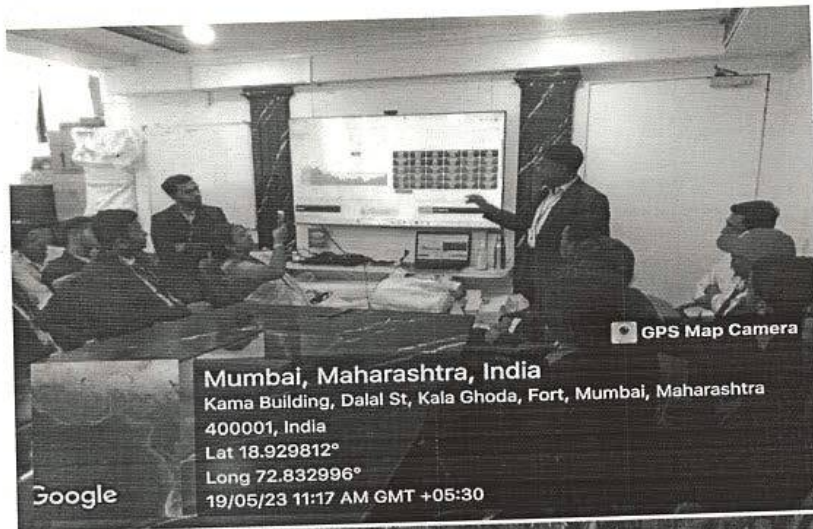 GPS Map Camera
Mumbai, Maharashtra, India
Kama Building, Dalal St, Kala Ghoda, Fort, Mumbai, Maharashtra
400001, India
Lat 18.929812°
Long 72.832996°
19/05/23 11:17 AM GMT +05:30
Google